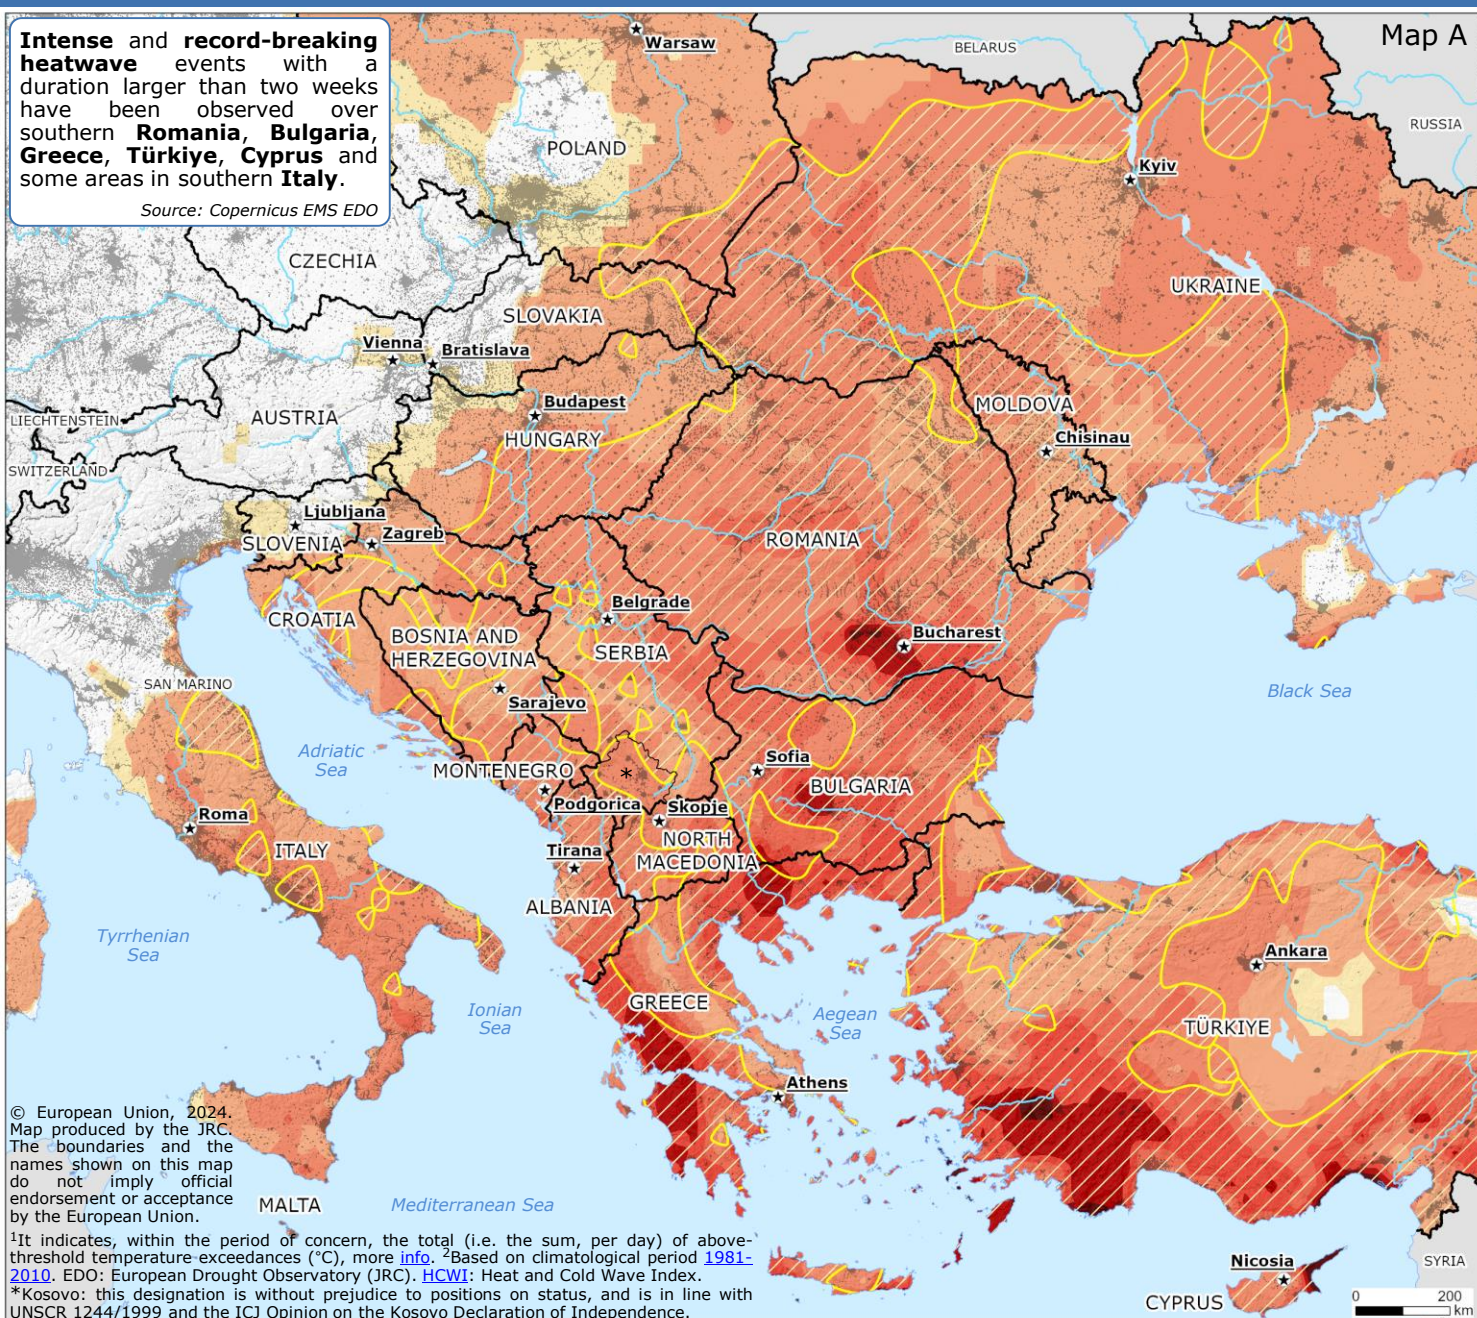 Intense and record-breaking
heatwave events with a
duration larger than two weeks
have been observed over
southern Romania, Bulgaria,
Greece, Türkiye, Cyprus and
some areas in southern Italy.
Source: Copernicus EMS EDO
Map A
Warsaw
BELARUS
RUSSIA
POLAND
Kyiv
CZECHIA
UKRAINE
SLOVAKIA
Vienna
Bratislava
LIECHTENSTEIN
AUSTRIA
Budapest
HUNGARY
MOLDOVA
Chisinau
SWITZERLAND
Ljubljana
SLOVENIA
Zagreb
ROMANIA
CROATIA
Belgrade
BOSNIA AND
HERZEGOVINA
SERBIA
Bucharest
SAN MARINO
Sarajevo
Black Sea
Adriatic
Sea
MONTENEGRO
*
Sofia
BULGARIA
Podgorica
Skopje
Roma
ITALY
NORTH
MACEDONIA
Tirana
ALBANIA
Tyrrhenian
Sea
Ankara
Ionian
Sea
GREECE
Aegean
Sea
TÜRKIYE
Athens
© European Union, 2024.
Map produced by the JRC.
The boundaries and the
names shown on this map
do not imply official
endorsement or acceptance
by the European Union.
MALTA
Mediterranean Sea
1It indicates, within the period of concern, the total (i.e. the sum, per day) of above-
threshold temperature exceedances (°C), more info. 2Based on climatological period 1981-
2010. EDO: European Drought Observatory (JRC). HCWI: Heat and Cold Wave Index.
*Kosovo: this designation is without prejudice to positions on status, and is in line with
UNSCR 1244/1999 and the ICJ Opinion on the Kosovo Declaration of Independence.
Nicosia
SYRIA
CYPRUS
0 200
km